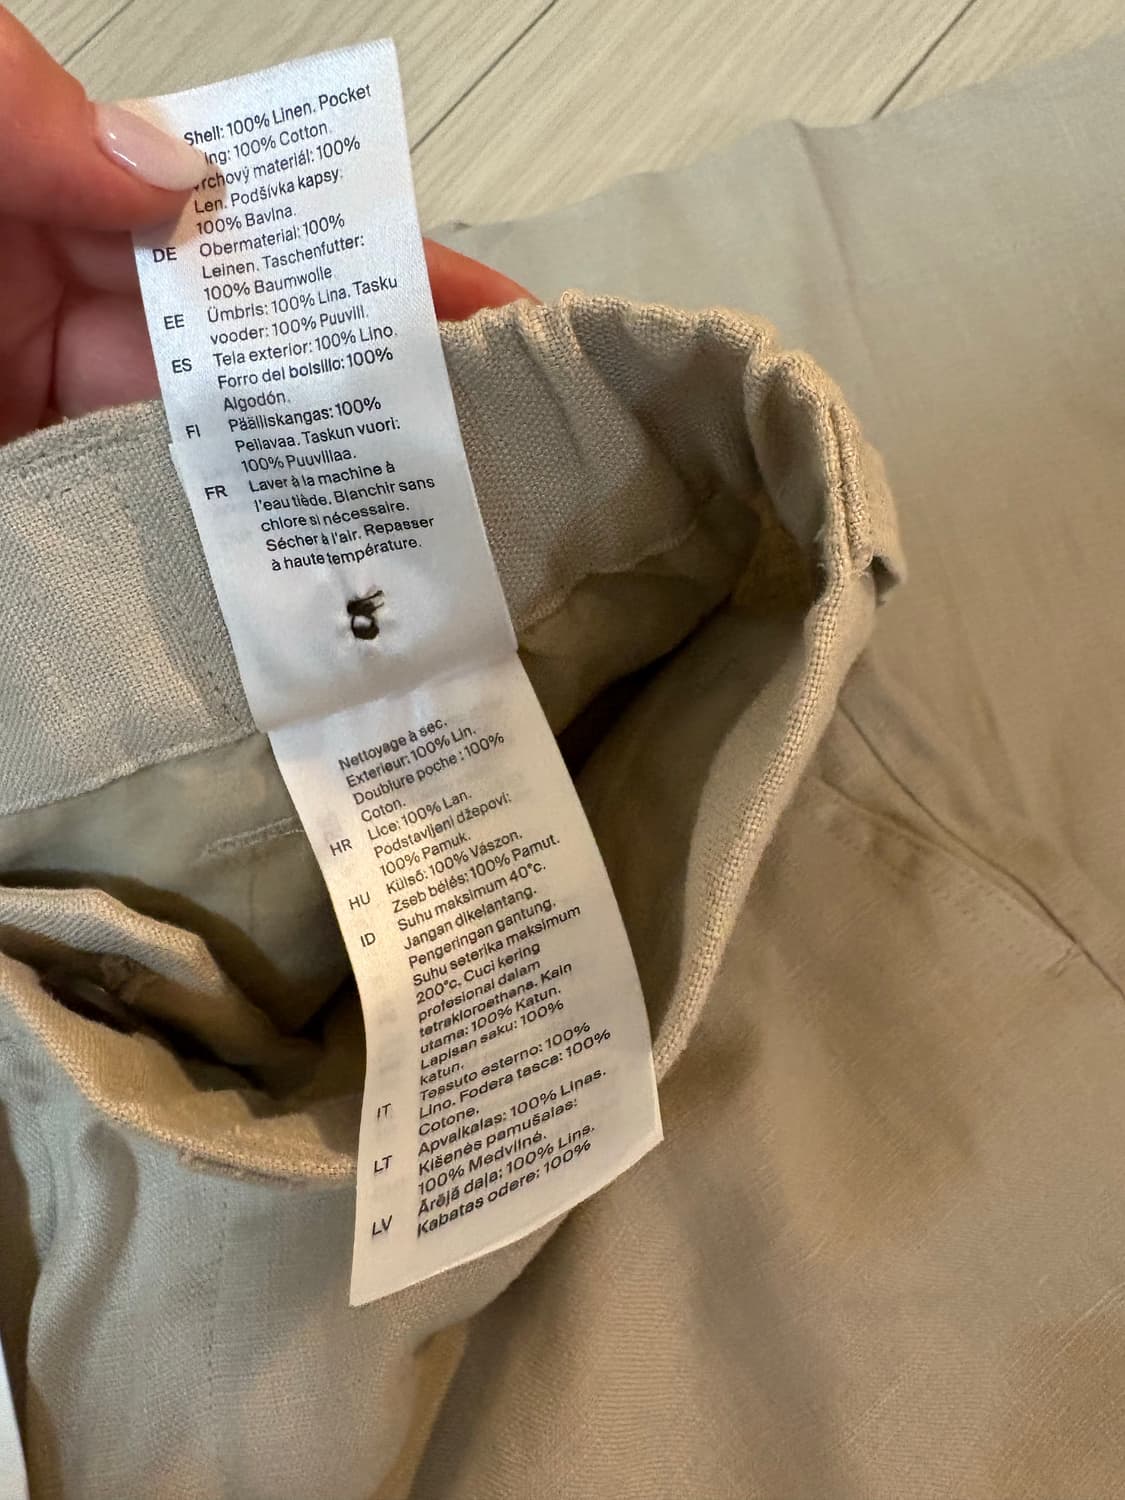 Shell: 100% Linen. Pocket
ing: 100% Cotton.
rchový materiál: 100%
Len. Podšívka kapsy:
100% Bavlna.
DE Obermaterial: 100%
Leinen. Taschenfutter:
100% Baumwolle
EE Ümbris: 100% Lina. Tasku
vooder: 100% Puuvill.
ES Tela exterior: 100% Lino.
Forro del bolsillo: 100%
Algodón.
FI Päälliskangas: 100%
Pellavaa. Taskun vuori:
100% Puuvillaa.
FR Laver à la machine à
l'eau tiède. Blanchir sans
chlore si nécessaire.
Sécher à l'air. Repasser
à haute température.
Nettoyage à sec.
Exterieur: 100% Lin.
Doublure poche : 100%
Coton.
HR Lice: 100% Lan.
Podstavljeni džepovi:
100% Pamuk.
HU Külső: 100% Vászon.
Zseb bélés: 100% Pamut.
ID Suhu maksimum 40°c.
Jangan dikelantang.
Pengeringan gantung.
Suhu seterika maksimum
200°c. Cuci kering
profesional dalam
tetrakloroethana. Kain
utama: 100% Katun.
Lapisan saku: 100%
katun.
IT Tessuto esterno: 100%
Lino. Fodera tasca: 100%
Cotone.
LT Apvalkalas: 100% Linas.
Kišenės pamušalas:
100% Medvilnė.
LV Ārējā daļa: 100% Lins.
Kabatas odere: 100%